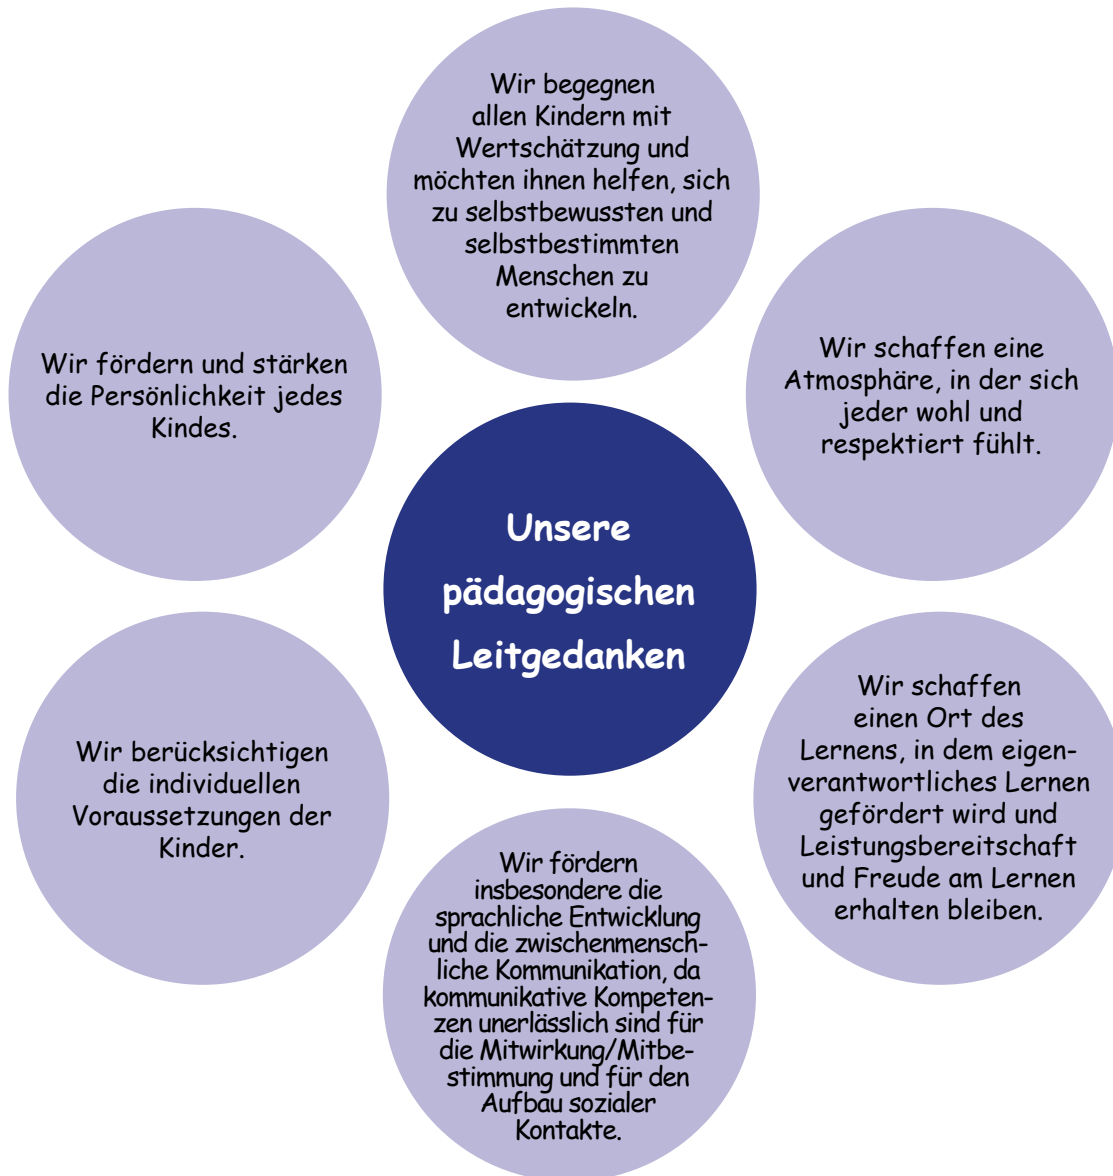 Wir begegnen
allen Kindern mit
Wertschätzung und
möchten ihnen helfen, sich
zu selbstbewussten und
selbstbestimmten
Menschen zu
entwickeln.
Wir schaffen eine
Atmosphäre, in der sich
jeder wohl und
respektiert fühlt.
Wir schaffen
einen Ort des
Lernens, in dem eigen-
verantwortliches Lernen
gefördert wird und
Leistungsbereitschaft
und Freude am Lernen
erhalten bleiben.
Wir fördern
insbesondere die
sprachliche Entwicklung
und die zwischenmensch-
liche Kommunikation, da
kommunikative Kompeten-
zen unerlässlich sind für
die Mitwirkung/Mitbe-
stimmung und für den
Aufbau sozialer
Kontakte.
Wir berücksichtigen
die individuellen
Voraussetzungen der
Kinder.
Wir fördern und stärken
die Persönlichkeit jedes
Kindes.
Unsere
pädagogischen
Leitgedanken